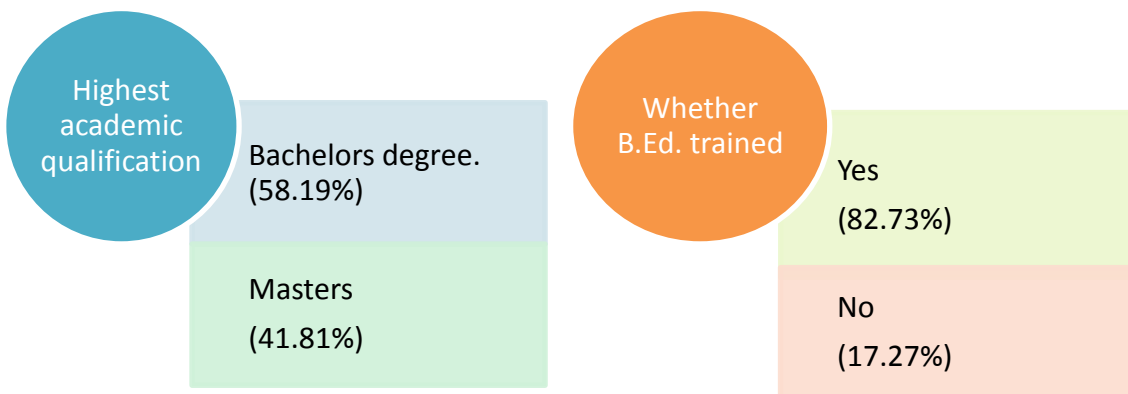 Highest
academic
qualification
Bachelors degree.
(58.19%)
Masters
(41.81%)
Whether
B.Ed. trained
Yes
(82.73%)
No
(17.27%)